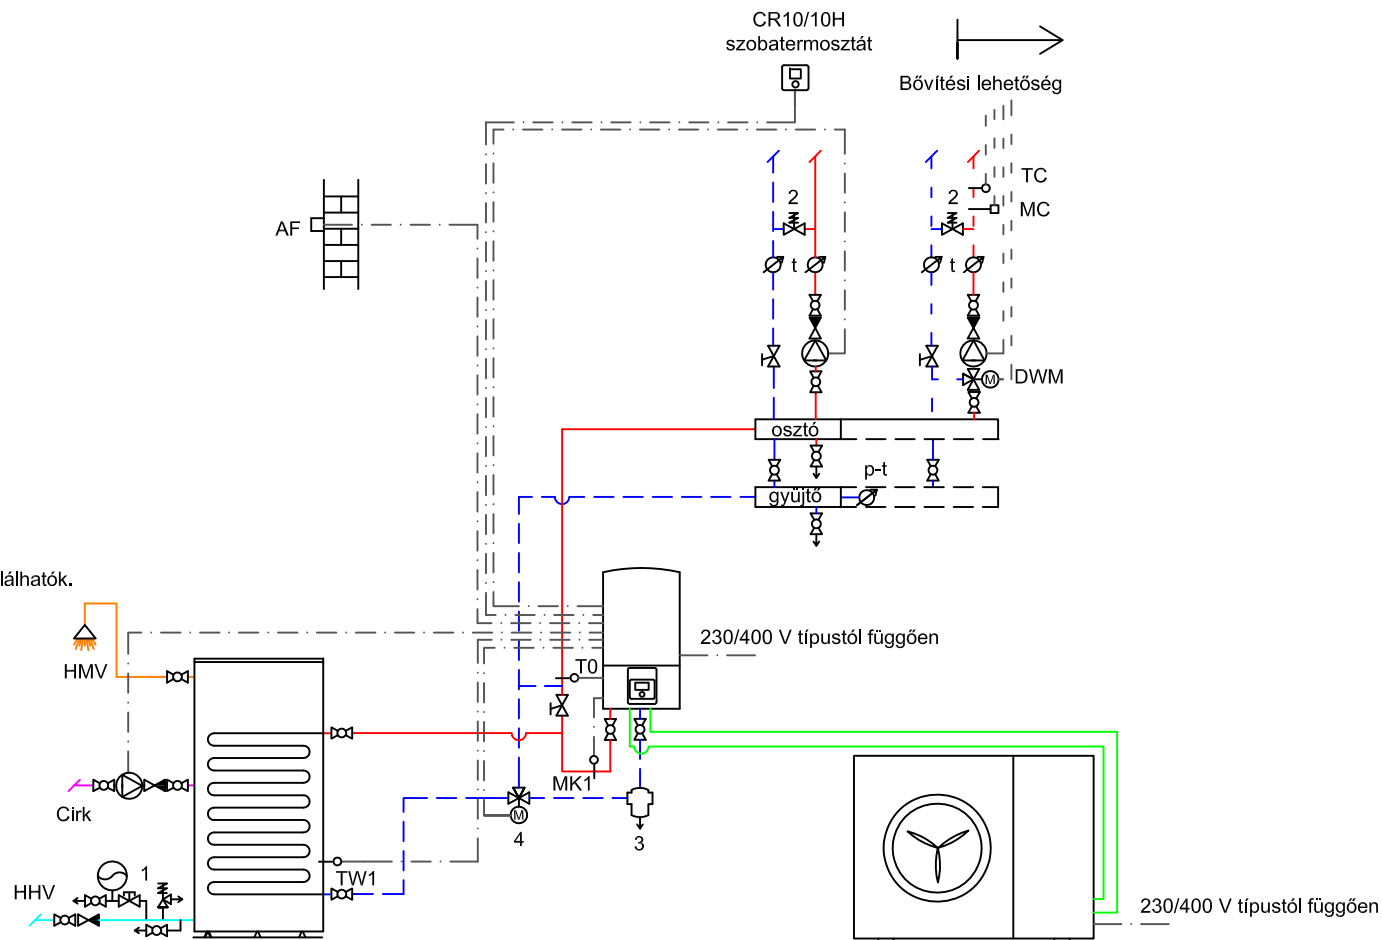 CR10/10H
szobatermosztát
Bővítési lehetőség
TC
2
2
MC
AF
t
t
M
DWM
osztó
p-t
gyüjtő
lálhatók.
230/400 V típustól függően
HMV
T0
MK1
Cirk
M
4
3
1
TW1
HHV
230/400 V típustól függően